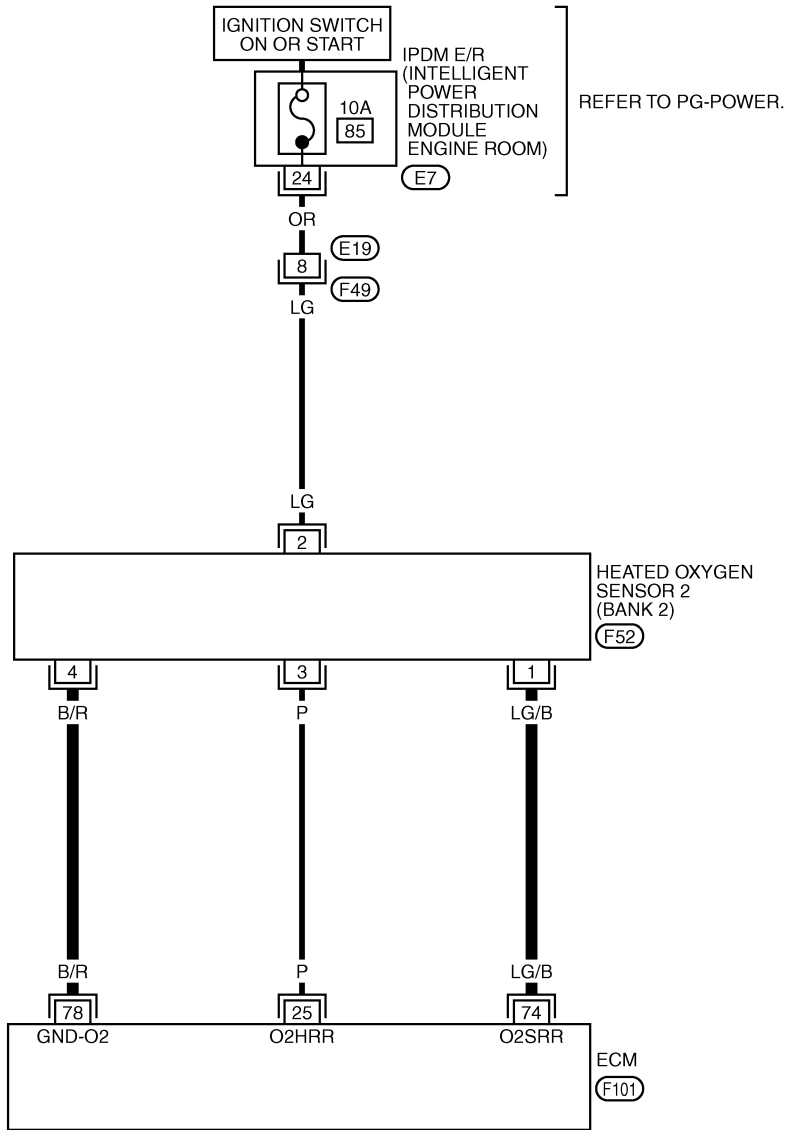 IGNITION SWITCH
ON OR START
IPDM E/R
(INTELLIGENT
POWER
DISTRIBUTION
MODULE
ENGINE ROOM)
REFER TO PG-POWER.
10A
85
24
E7
OR
E19
8
F49
LG
LG
2
HEATED OXYGEN
SENSOR 2
(BANK 2)
F52
4
3
1
B/R
P
LG/B
B/R
P
LG/B
78
25
74
GND-O2
O2HRR
O2SRR
ECM
F101